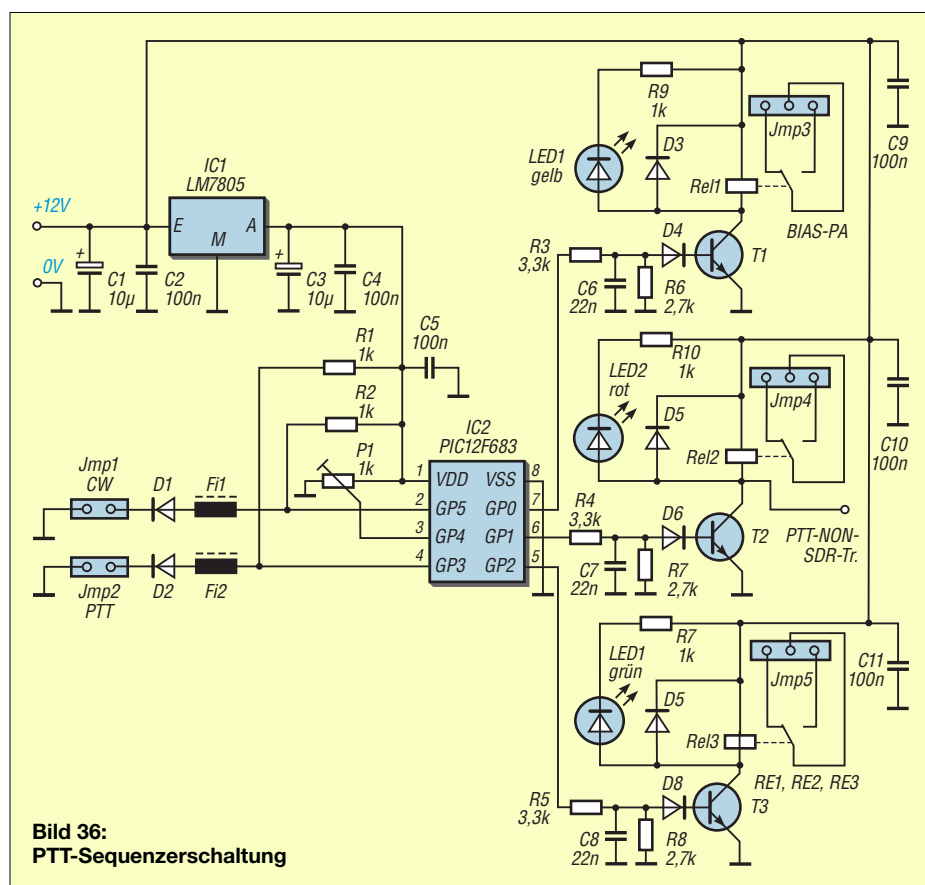 R9
1k
Jmp3
C9
100n
IC1
LM7805
LED1
gelb
D3
Rel1
+12V
E
A
M
BIAS-PA
0V
+
C1
10µ
C2
100n
+
C3
10µ
C4
100n
R3
3,3k
D4
T1
C6
22n
R6
2,7k
R1
1k
C5
100n
R10
1k
LED2
rot
D5
Jmp4
C10
100n
Rel2
R2
1k
P1
1k
IC2
PIC12F683
1
VDD
VSS
8
2
GP5
GP0
7
3
GP4
GP1
6
4
GP3
GP2
5
Jmp1
CW
D1
Fi1
Jmp2
PTT
D2
Fi2
R4
3,3k
D6
T2
PTT-NON-
SDR-Tr.
C7
22n
R7
2,7k
R7
1k
LED1
grün
D5
Jmp5
C11
100n
Rel3
RE1, RE2, RE3
R5
3,3k
D8
T3
C8
22n
R8
2,7k
Bild 36:
PTT-Sequenzerschaltung